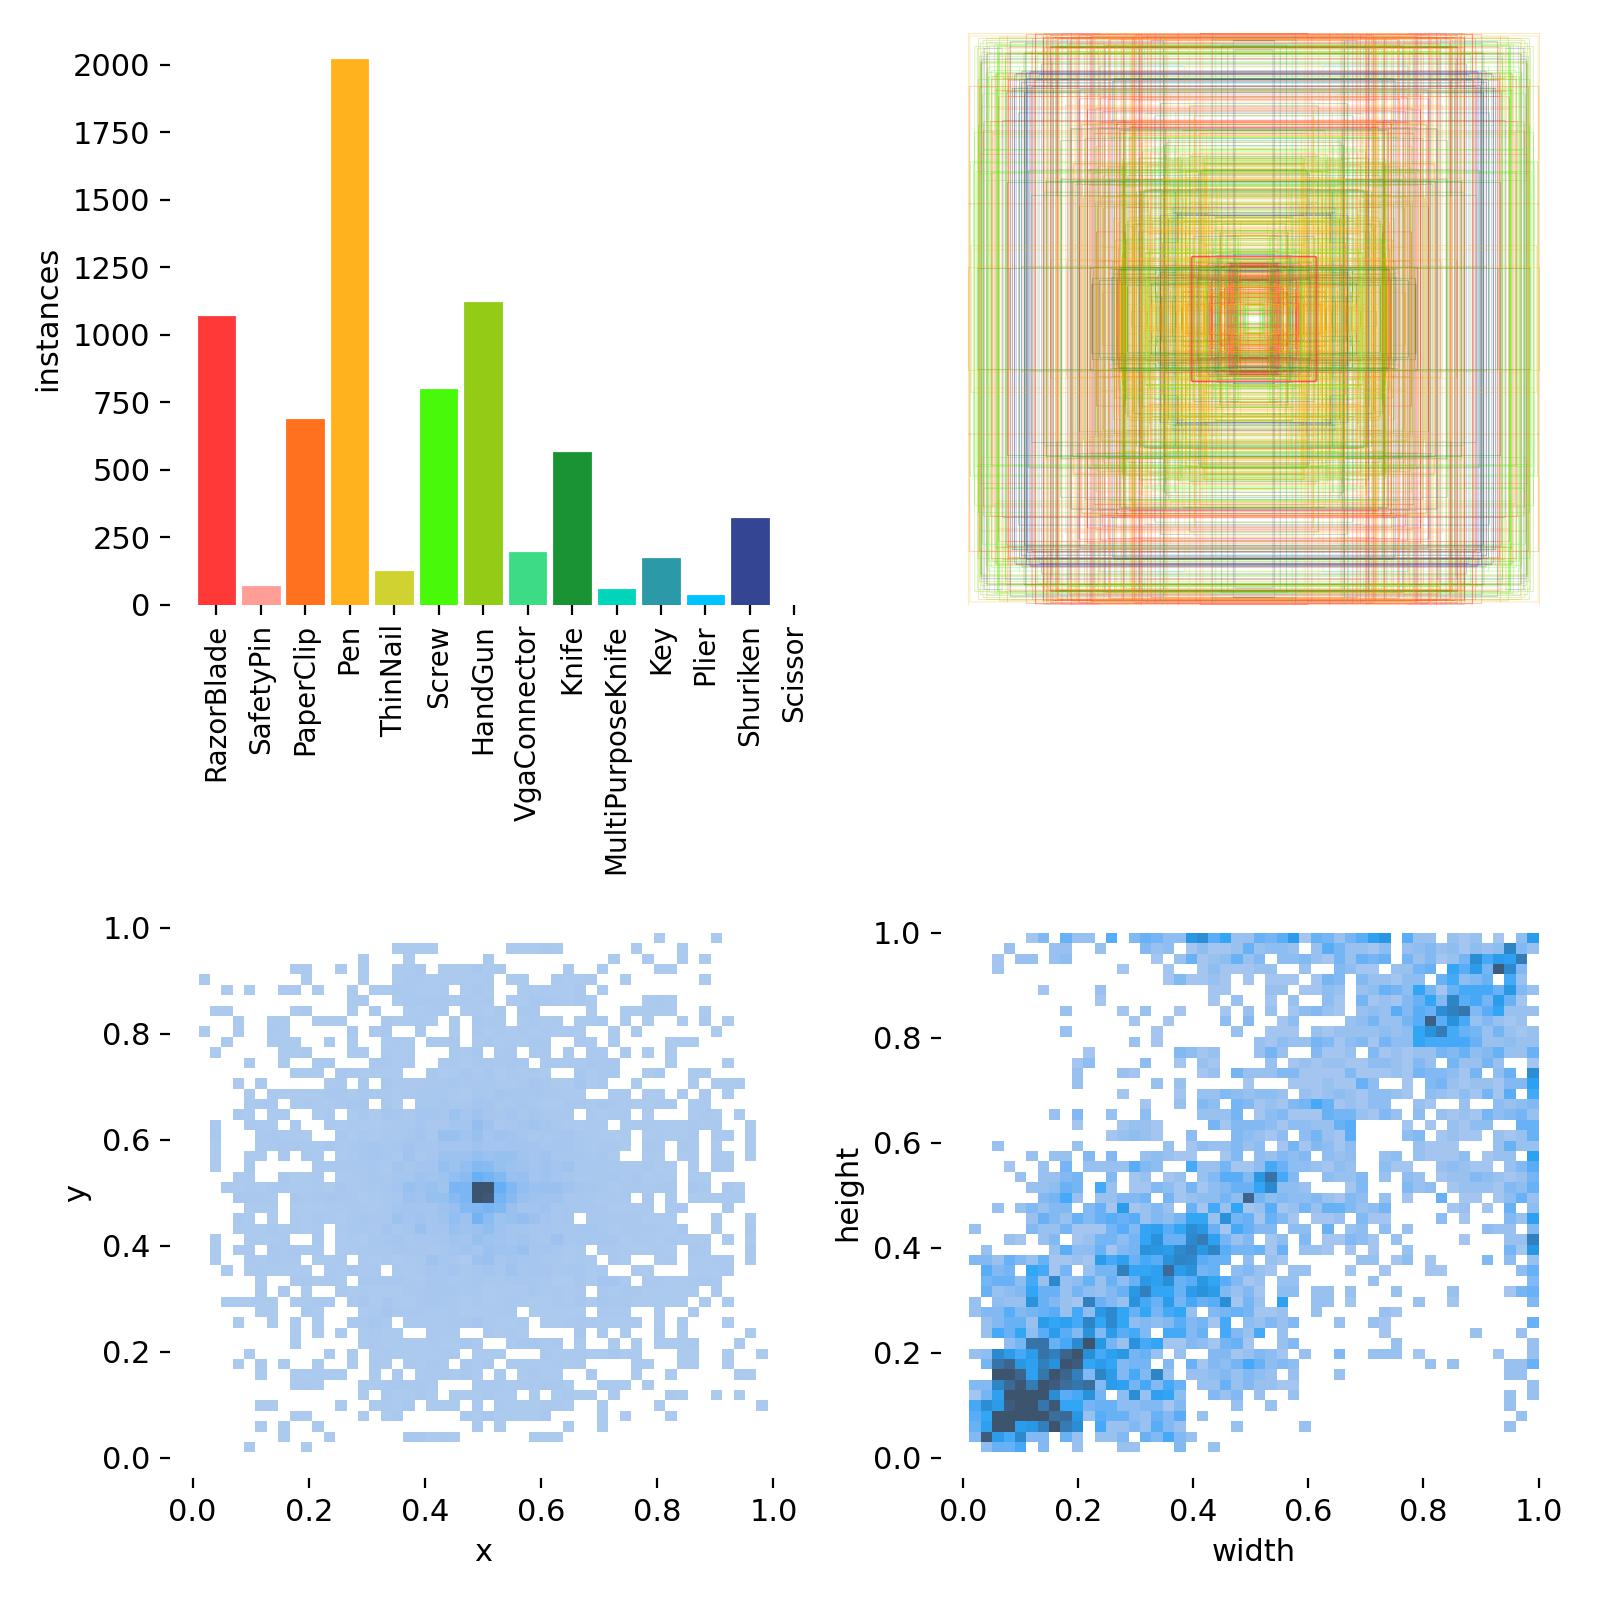 2000
1750
1500
1250
1000
750
500
250
0
instances
RazorBlade
SafetyPin
PaperClip
Pen
ThinNail
Screw
HandGun
VgaConnector
Knife
MultiPurposeKnife
Key
Plier
Shuriken
Scissor
1.0
0.8
0.6
0.4
0.2
0.0
y
0.0 0.2 0.4 0.6 0.8 1.0
x
1.0
0.8
0.6
0.4
0.2
0.0
height
0.0 0.2 0.4 0.6 0.8 1.0
width